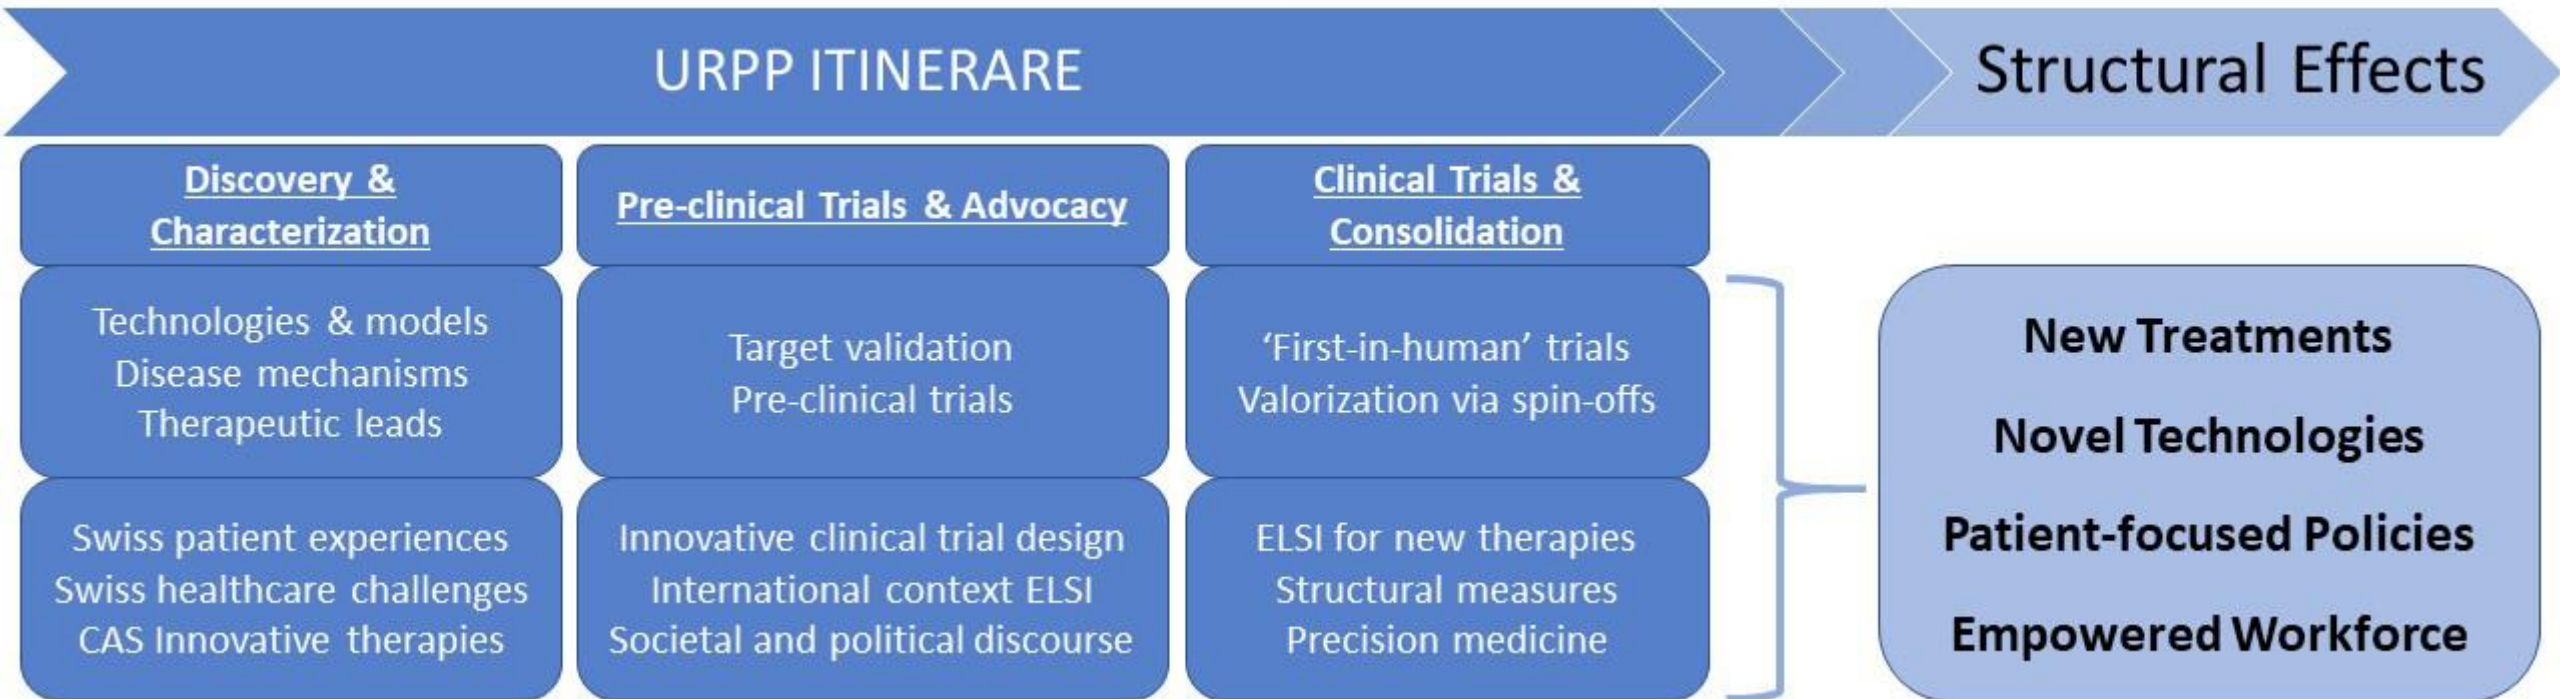 URPP ITINERARE
Structural Effects
Discovery &
Characterization
Technologies & models
Disease mechanisms
Therapeutic leads
Swiss patient experiences
Swiss healthcare challenges
CAS Innovative therapies
Pre-clinical Trials & Advocacy
Target validation
Pre-clinical trials
Innovative clinical trial design
International context ELSI
Societal and political discourse
Clinical Trials &
Consolidation
‘First-in-human’ trials
Valorization via spin-offs
ELSI for new therapies
Structural measures
Precision medicine
New Treatments
Novel Technologies
Patient-focused Policies
Empowered Workforce